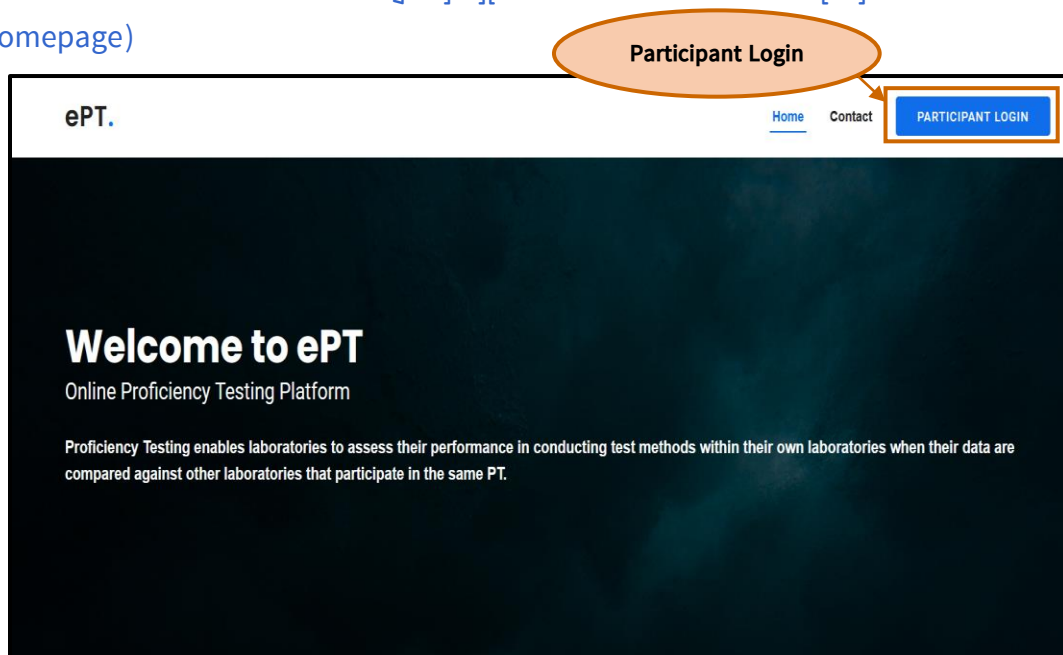 omepage)
Participant Login
ePT.
Home Contact PARTICIPANT LOGIN
Welcome to ePT
Online Proficiency Testing Platform
Proficiency Testing enables laboratories to assess their performance in conducting test methods within their own laboratories when their data are
compared against other laboratories that participate in the same PT.